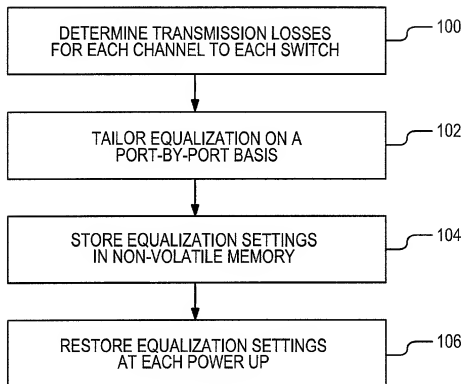 DETERMINE TRANSMISSION LOSSES
FOR EACH CHANNEL TO EACH SWITCH
100
TAILOR EQUALIZATION ON A
PORT-BY-PORT BASIS
102
STORE EQUALIZATION SETTINGS
IN NON-VOLATILE MEMORY
104
RESTORE EQUALIZATION SETTINGS
AT EACH POWER UP
106